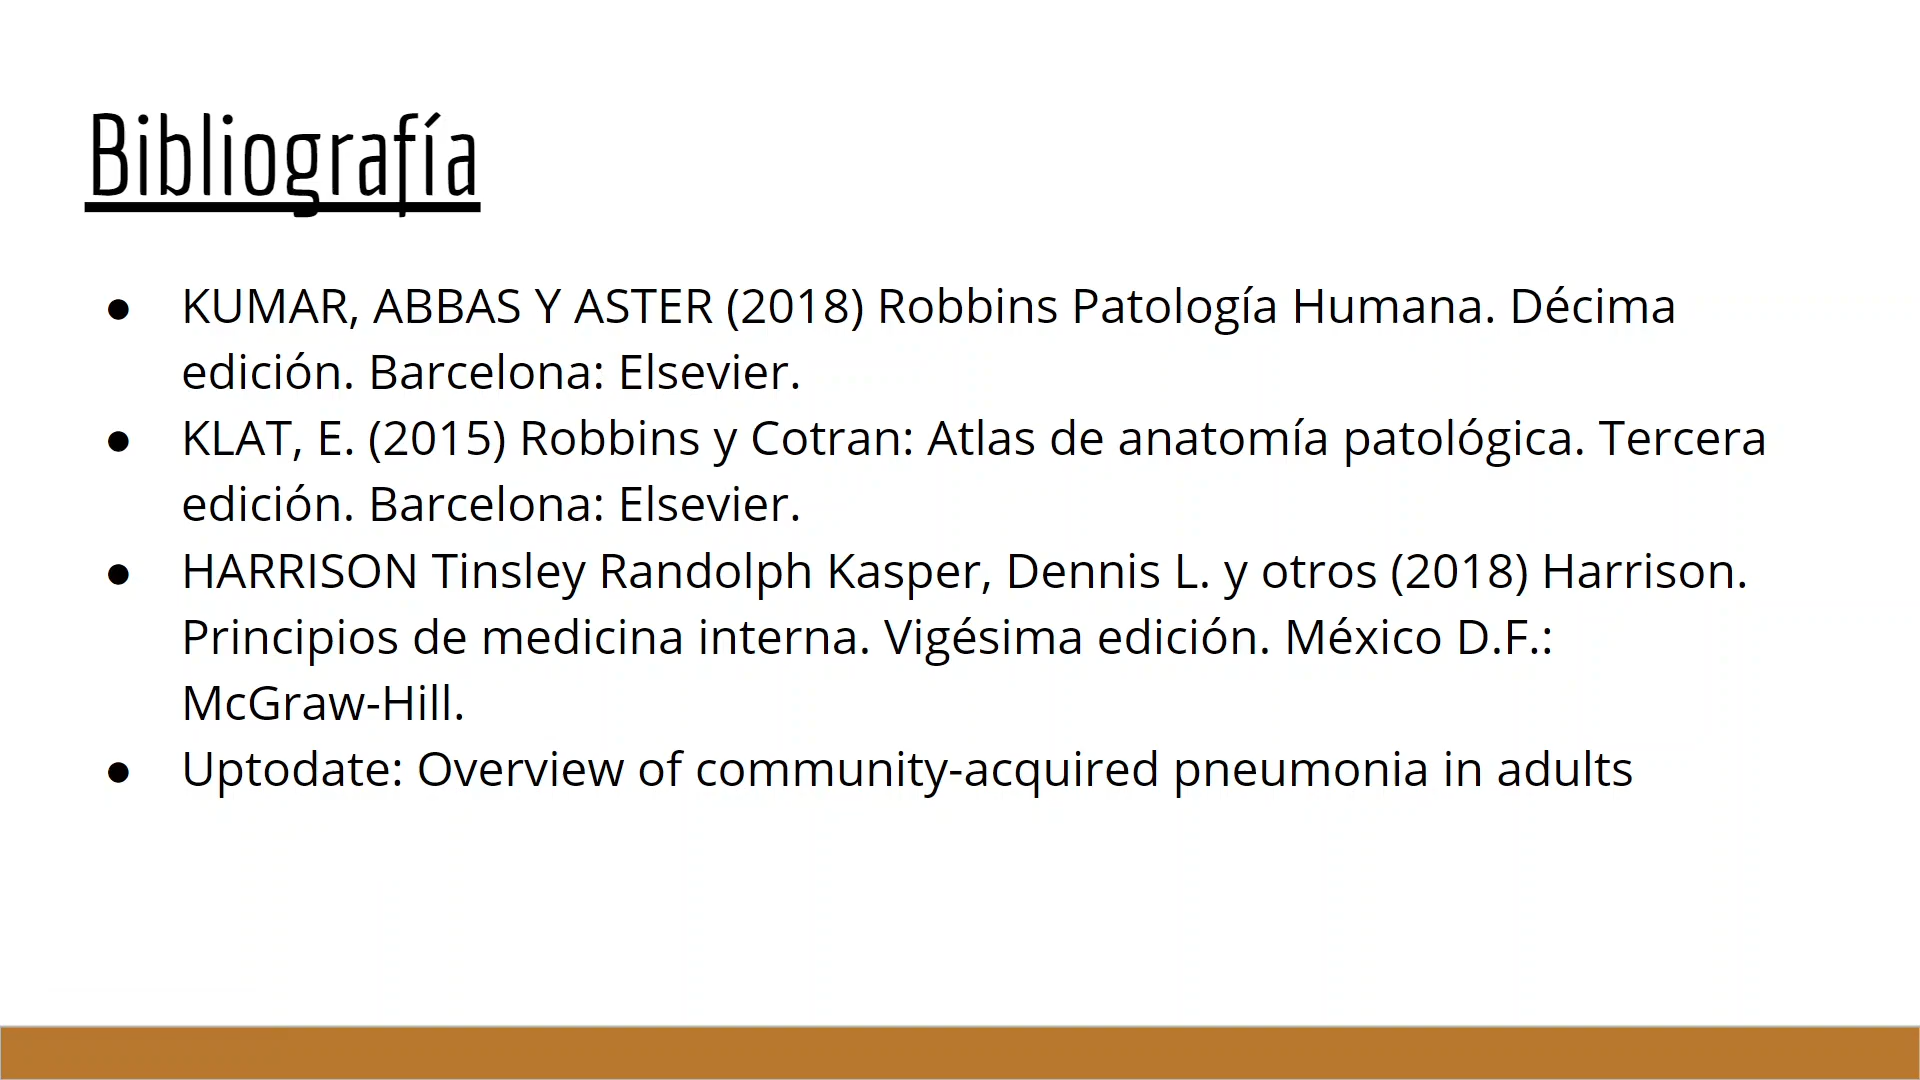 Bibliografía
● KUMAR, ABBAS Y ASTER (2018) Robbins Patología Humana. Décima
edición. Barcelona: Elsevier.
● KLAT, E. (2015) Robbins y Cotran: Atlas de anatomía patológica. Tercera
edición. Barcelona: Elsevier.
● HARRISON Tinsley Randolph Kasper, Dennis L. y otros (2018) Harrison.
Principios de medicina interna. Vigésima edición. México D.F.:
McGraw-Hill.
● Uptodate: Overview of community-acquired pneumonia in adults